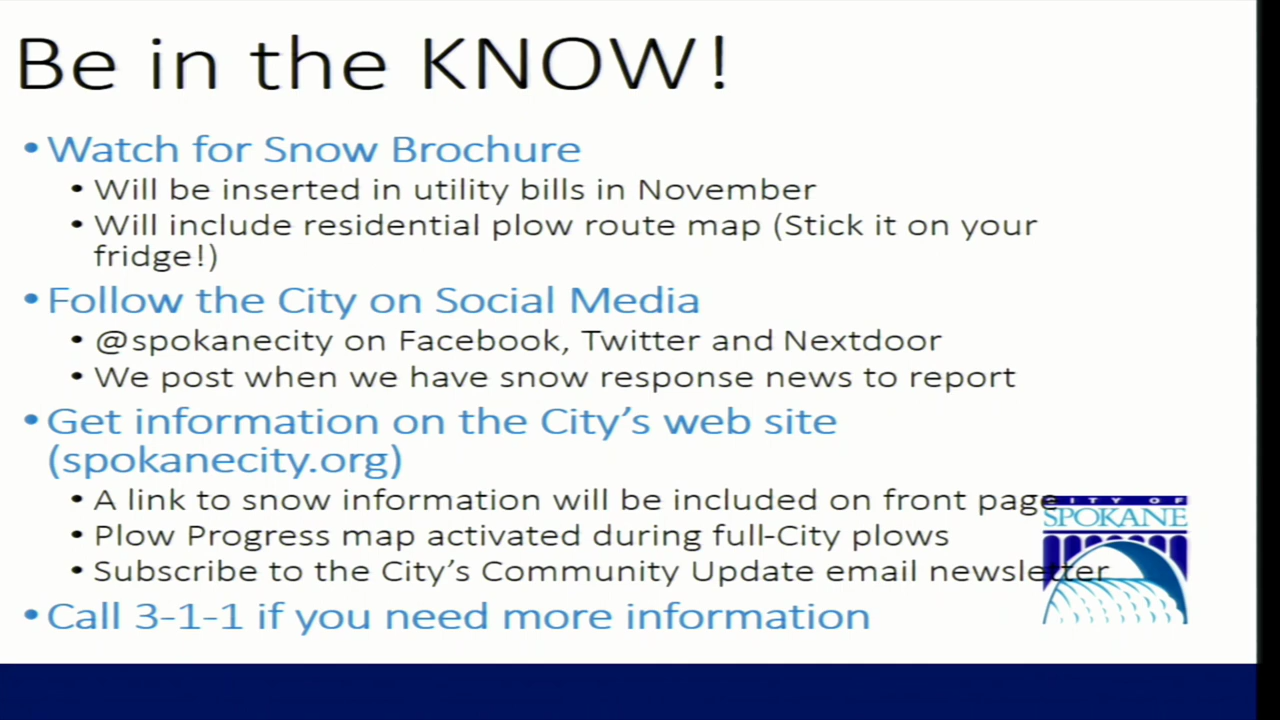 Be in the KNOW!
• Watch for Snow Brochure
• Will be inserted in utility bills in November
• Will include residential plow route map (Stick it on your
fridge!)
• Follow the City on Social Media
• @spokanecity on Facebook, Twitter and Nextdoor
• We post when we have snow response news to report
• Get information on the City's web site
(spokanecity.org)
• A link to snow information will be included on front page
• Plow Progress map activated during full-City plows
• Subscribe to the City's Community Update email newsletter
• Call 3-1-1 if you need more information
CITY OF
SPOKANE